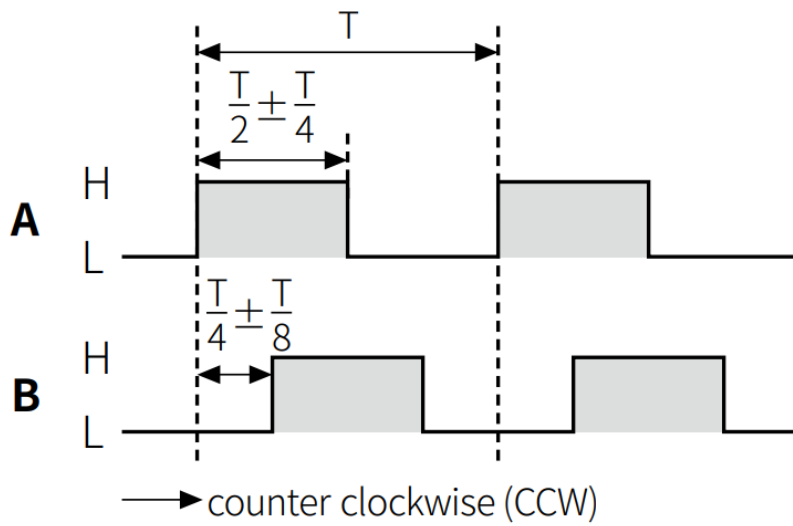 T
T/2 ± T/4
H
A
L
T/4 ± T/8
H
B
L
counter clockwise (CCW)